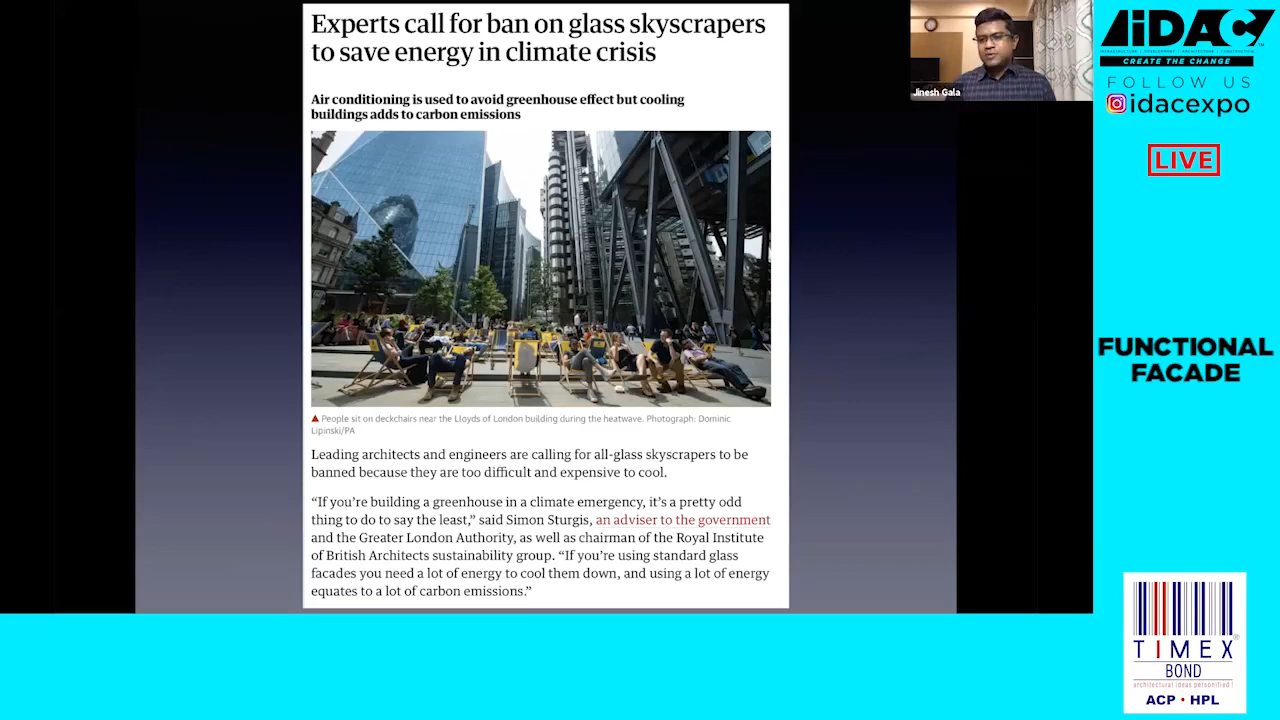 Experts call for ban on glass skyscrapers
to save energy in climate crisis
Air conditioning is used to avoid greenhouse effect but cooling
buildings adds to carbon emissions
▲ People sit on deckchairs near the Lloyds of London building during the heatwave. Photograph: Dominic
Lipinski/PA
Leading architects and engineers are calling for all-glass skyscrapers to be
banned because they are too difficult and expensive to cool.
“If you’re building a greenhouse in a climate emergency, it’s a pretty odd
thing to do to say the least,” said Simon Sturgis, an adviser to the government
and the Greater London Authority, as well as chairman of the Royal Institute
of British Architects sustainability group. “If you’re using standard glass
facades you need a lot of energy to cool them down, and using a lot of energy
equates to a lot of carbon emissions.”
Jinesh Gala
IDAC
INFRASTRUCTURE | DEVELOPMENT | ARCHITECTURE | CONSTRUCTION
CREATE THE CHANGE
FOLLOW US
idacexpo
LIVE
FUNCTIONAL
FACADE
TIMEX®
BOND
architectural ideas personified
ACP • HPL